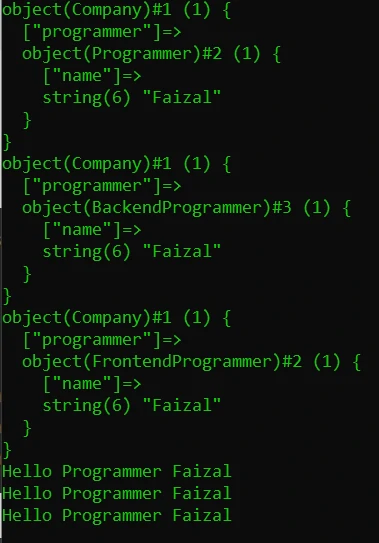 object(Company)#1 (1) {
  ["programmer"]=>
  object(Programmer)#2 (1) {
    ["name"]=>
    string(6) "Faizal"
  }
}
object(Company)#1 (1) {
  ["programmer"]=>
  object(BackendProgrammer)#3 (1) {
    ["name"]=>
    string(6) "Faizal"
  }
}
object(Company)#1 (1) {
  ["programmer"]=>
  object(FrontendProgrammer)#2 (1) {
    ["name"]=>
    string(6) "Faizal"
  }
}
Hello Programmer Faizal
Hello Programmer Faizal
Hello Programmer Faizal